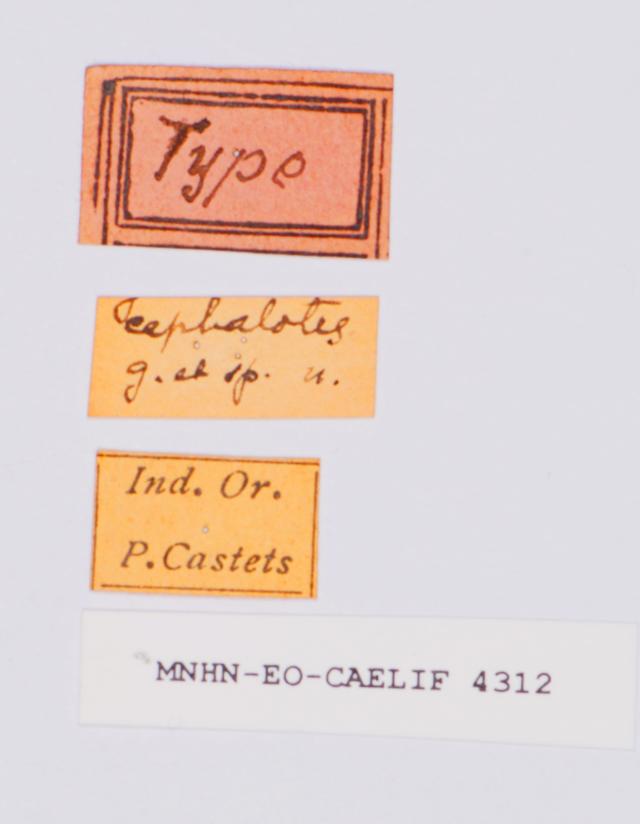 Type
cephalotes
g. et sp. n.
Ind. Or.
P. Castets
MNHN-EO-CAELIF 4312